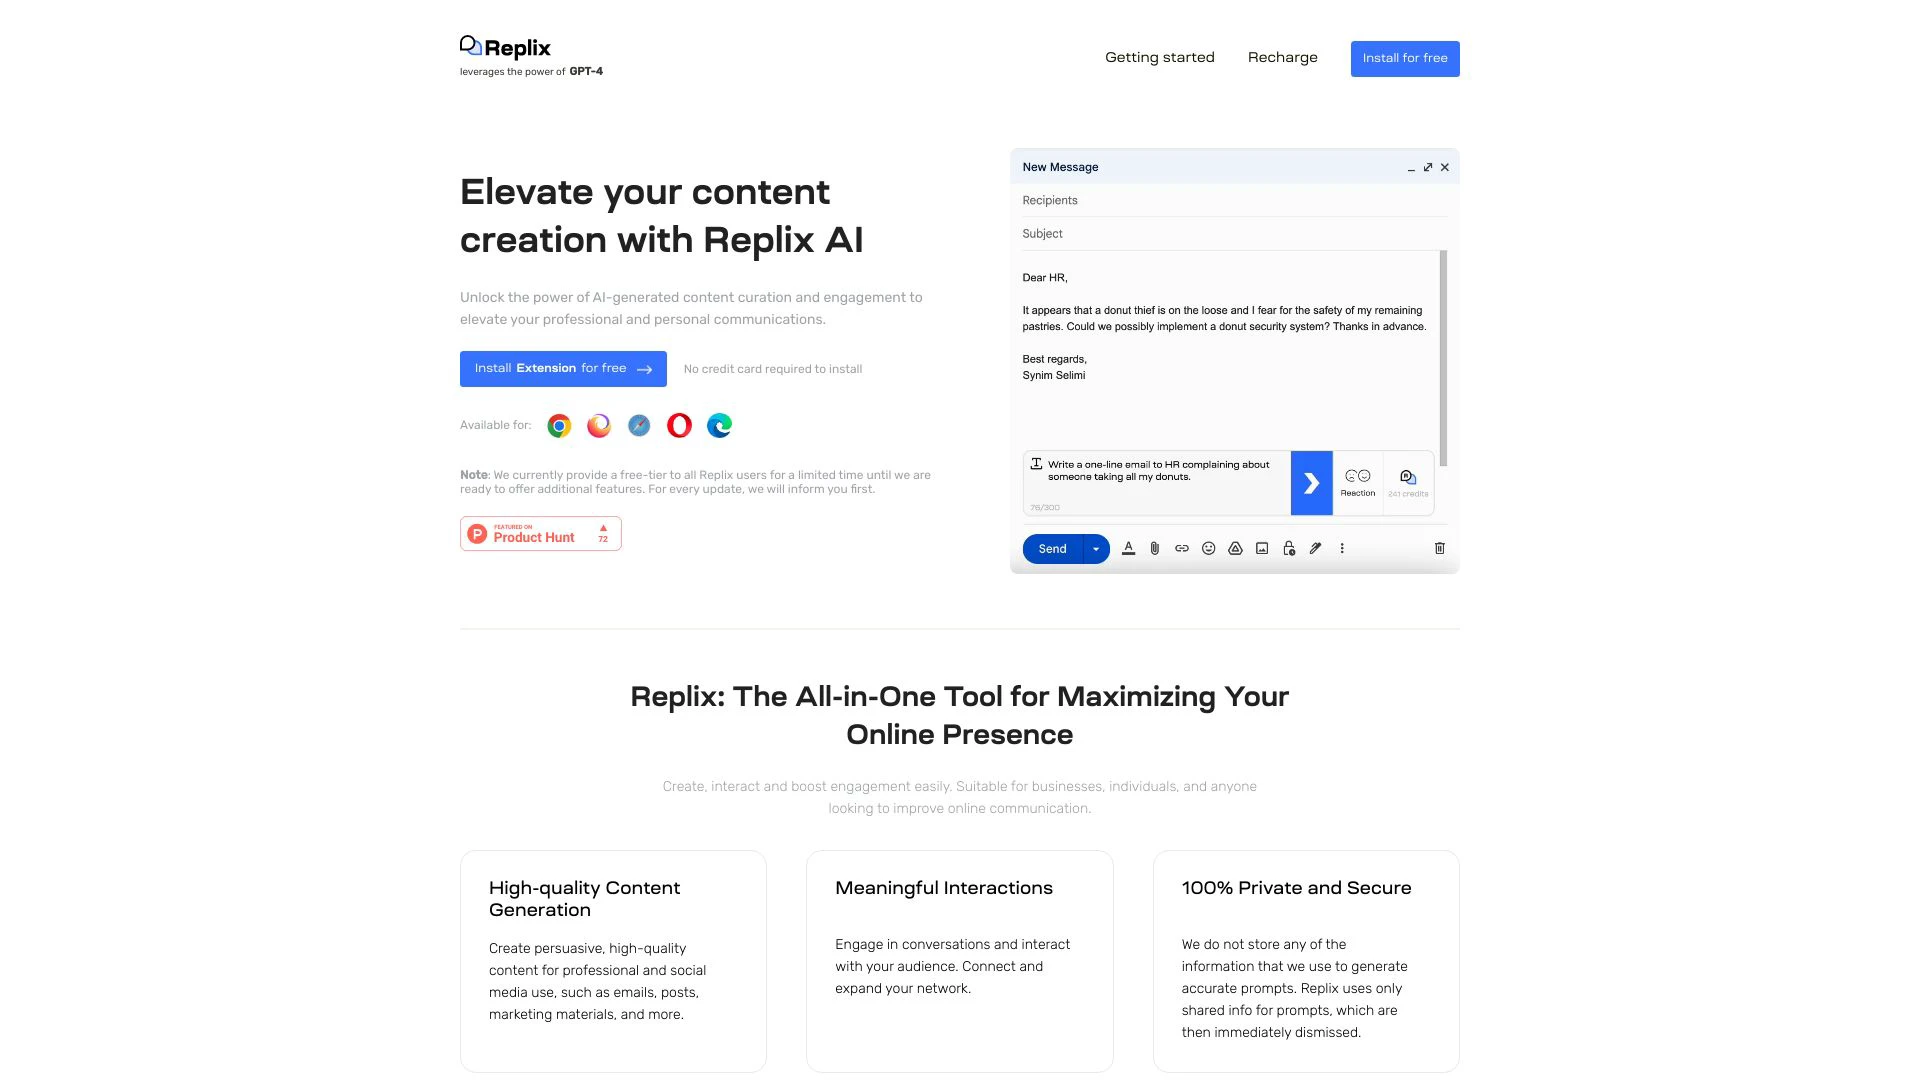 Replix
leverages the power of GPT-4
Getting started
Recharge
Install for free
Elevate your content
creation with Replix AI
Unlock the power of AI-generated content curation and engagement to
elevate your professional and personal communications.
Install Extension for free
No credit card required to install
Available for:
Note: We currently provide a free-tier to all Replix users for a limited time until we are
ready to offer additional features. For every update, we will inform you first.
P
FEATURED ON
Product Hunt
72
New Message
Recipients
Subject
Dear HR,
It appears that a donut thief is on the loose and I fear for the safety of my remaining
pastries. Could we possibly implement a donut security system? Thanks in advance.
Best regards,
Synim Selimi
Write a one-line email to HR complaining about
someone taking all my donuts.
76/300
Reaction
241 credits
Send
Replix: The All-in-One Tool for Maximizing Your
Online Presence
Create, interact and boost engagement easily. Suitable for businesses, individuals, and anyone
looking to improve online communication.
High-quality Content
Generation
Create persuasive, high-quality
content for professional and social
media use, such as emails, posts,
marketing materials, and more.
Meaningful Interactions
Engage in conversations and interact
with your audience. Connect and
expand your network.
100% Private and Secure
We do not store any of the
information that we use to generate
accurate prompts. Replix uses only
shared info for prompts, which are
then immediately dismissed.